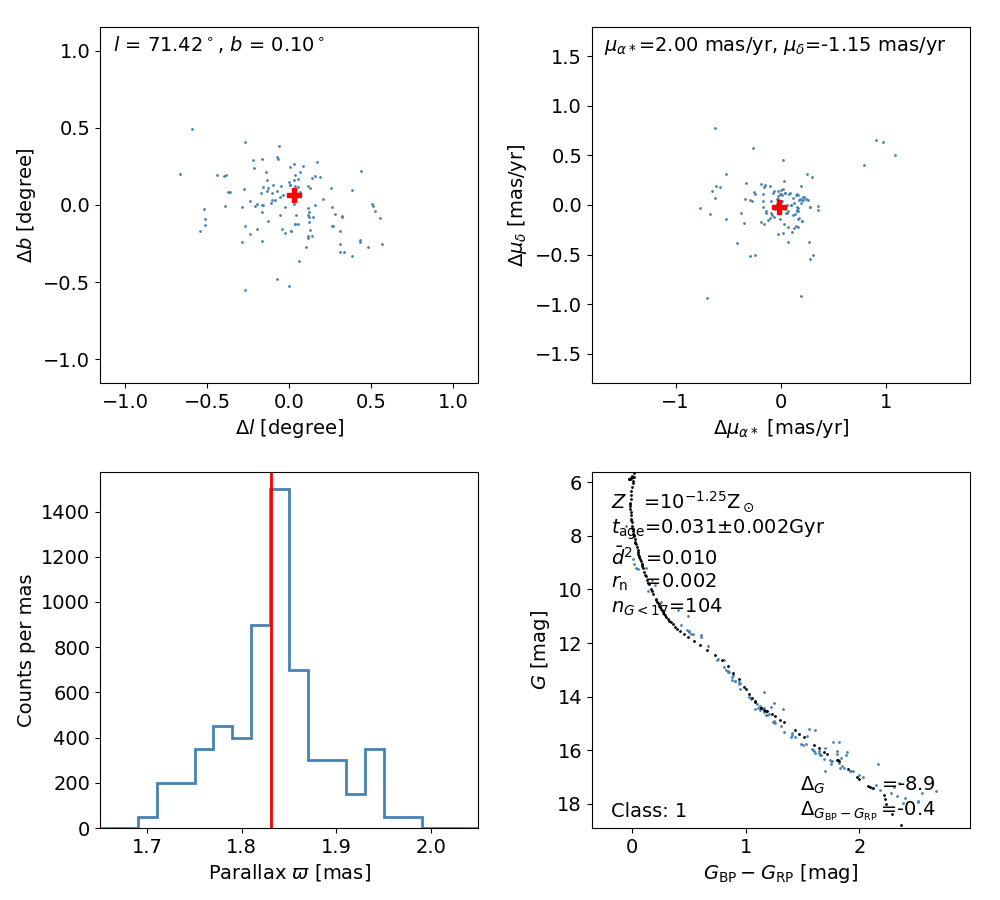 l = 71.42°, b = 0.10°
1.0
0.5
0.0
−0.5
−1.0
Δb [degree]
−1.0 −0.5 0.0 0.5 1.0
Δl [degree]
μα*=2.00 mas/yr, μδ=-1.15 mas/yr
1.5
1.0
0.5
0.0
−0.5
−1.0
−1.5
Δμδ [mas/yr]
−1 0 1
Δμα* [mas/yr]
1400
1200
1000
800
600
400
200
0
Counts per mas
1.7 1.8 1.9 2.0
Parallax ϖ [mas]
Z =10^−1.25 Z⊙
tage=0.031±0.002Gyr
d̄² =0.010
rn =0.002
nG<17=104
6
8
10
12
14
16
18
G [mag]
ΔG =-8.9
Class: 1 ΔGBP−GRP =-0.4
0 1 2
GBP − GRP [mag]